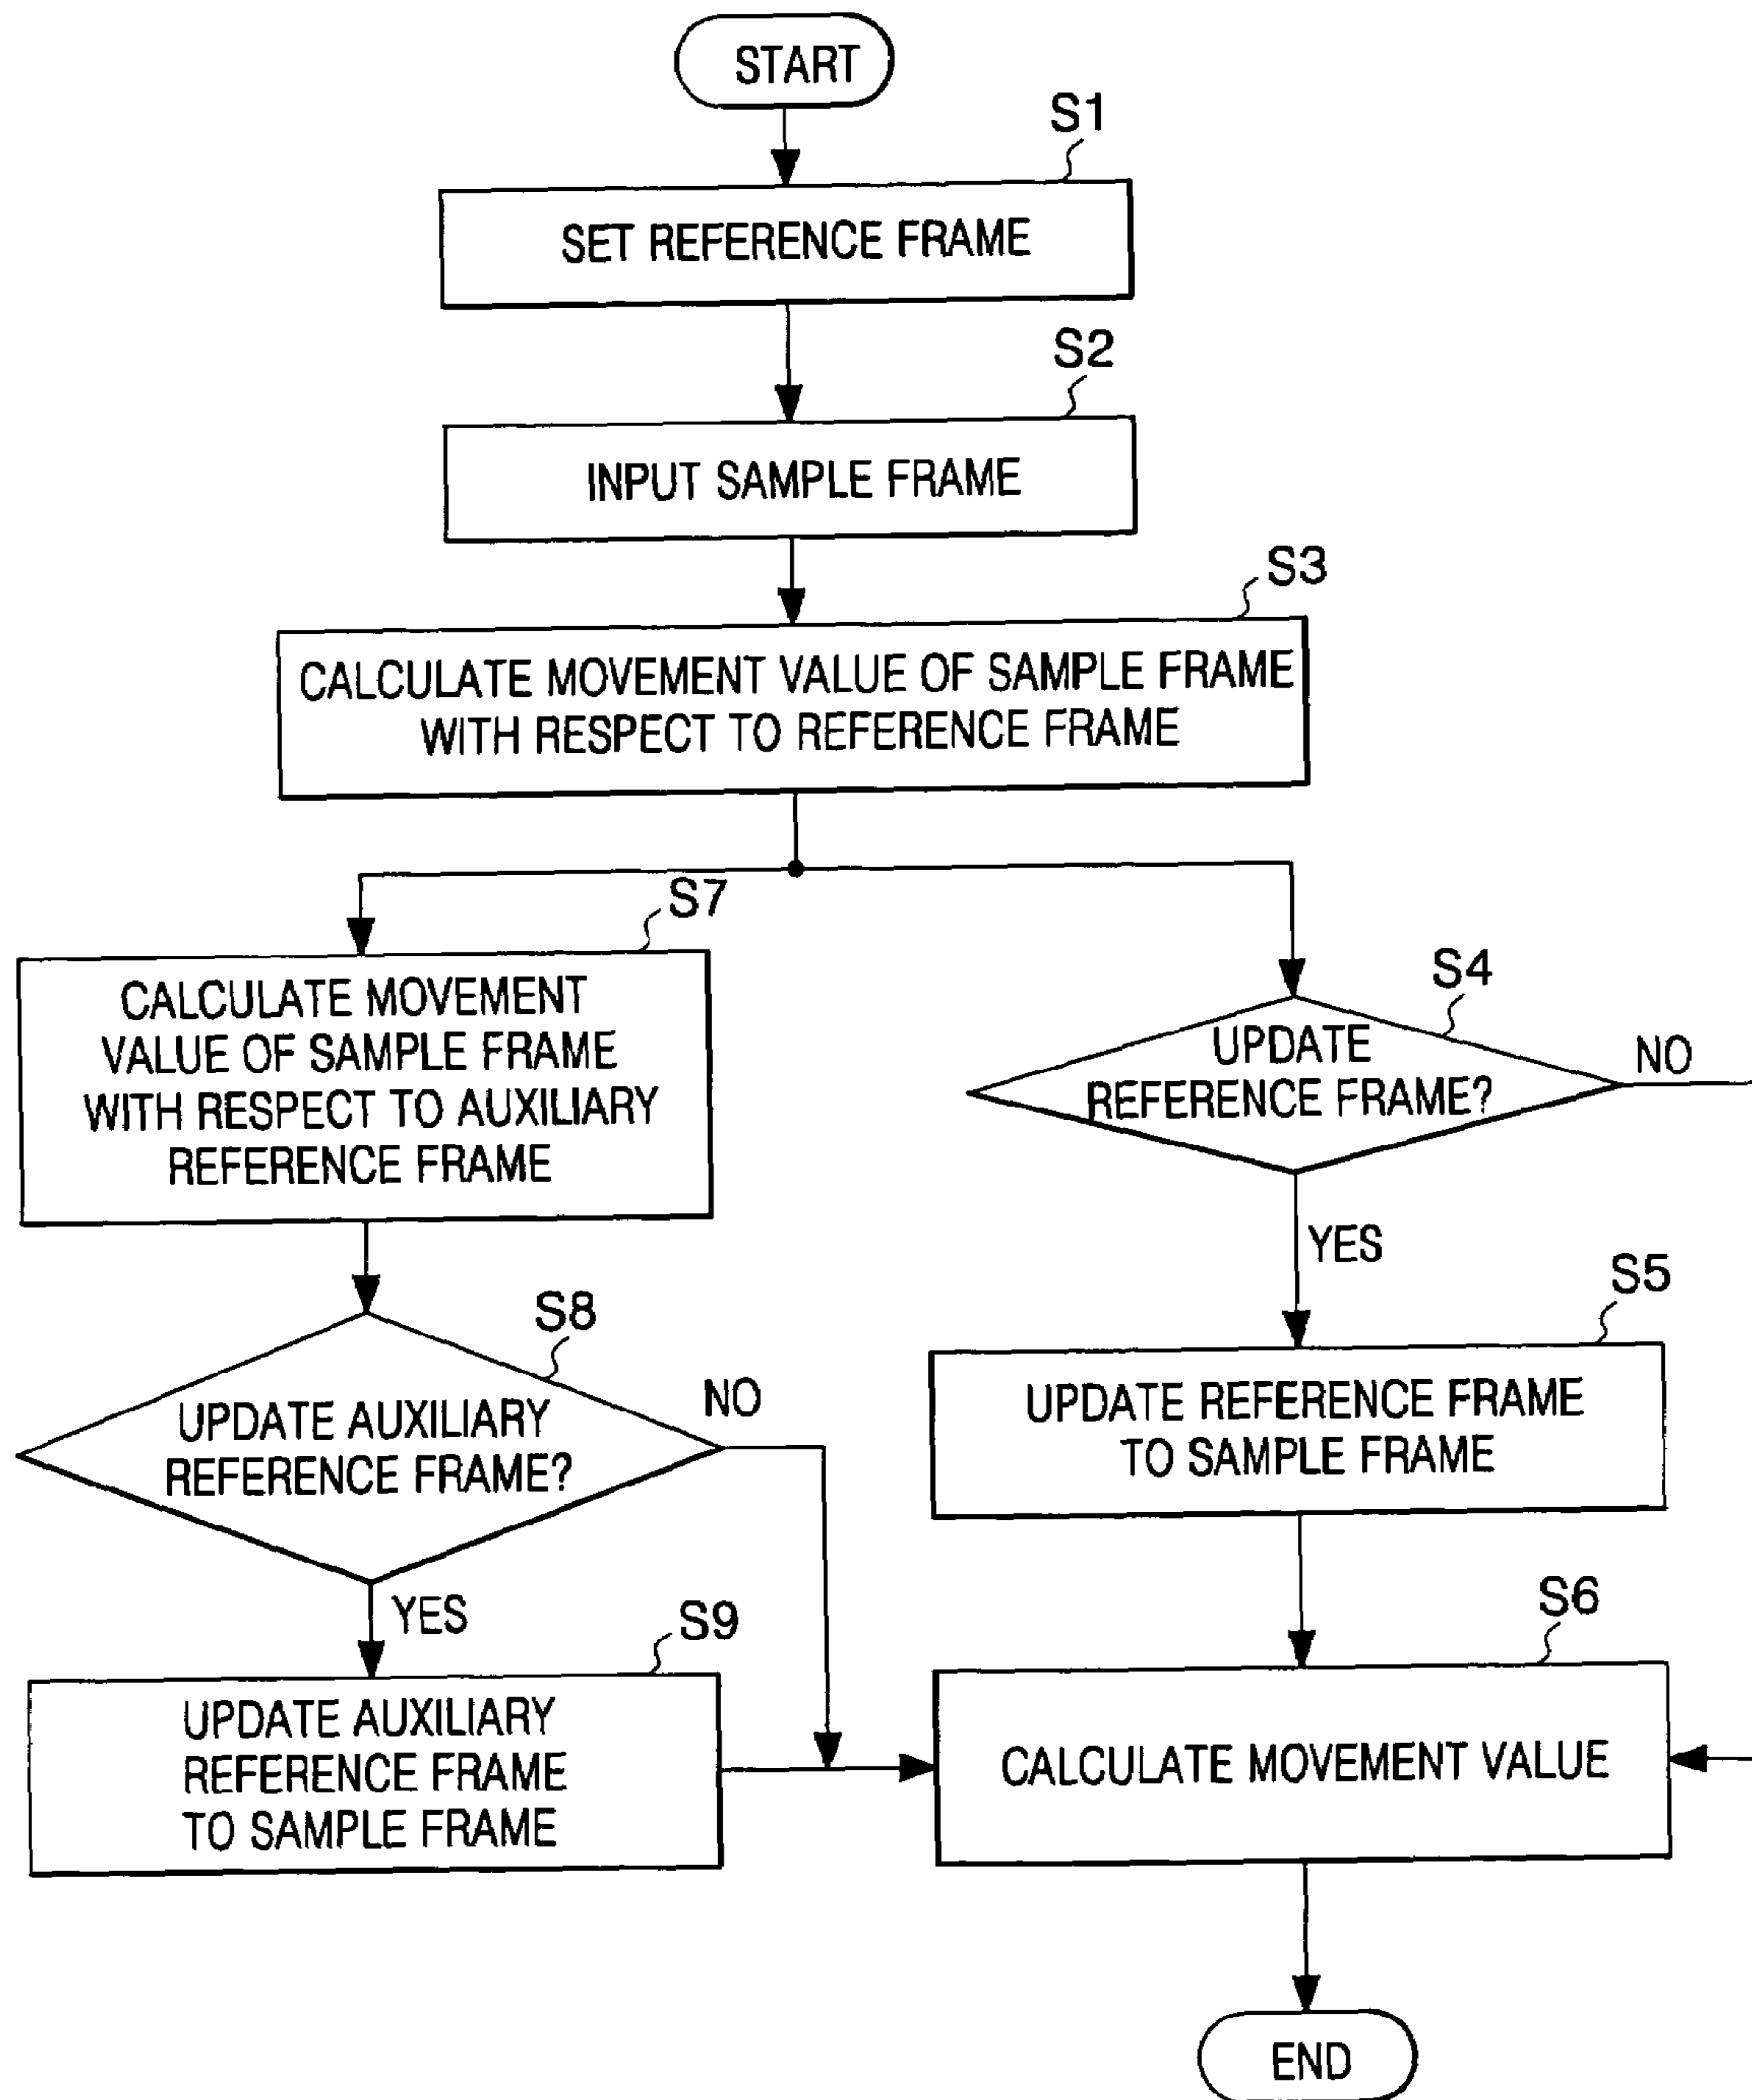 START
S1
SET REFERENCE FRAME
S2
INPUT SAMPLE FRAME
S3
CALCULATE MOVEMENT VALUE OF SAMPLE FRAME
WITH RESPECT TO REFERENCE FRAME
S7
CALCULATE MOVEMENT
VALUE OF SAMPLE FRAME
WITH RESPECT TO AUXILIARY
REFERENCE FRAME
S4
UPDATE
REFERENCE FRAME?
NO
YES
S8
UPDATE AUXILIARY
REFERENCE FRAME?
NO
YES
S5
UPDATE REFERENCE FRAME
TO SAMPLE FRAME
S9
UPDATE AUXILIARY
REFERENCE FRAME
TO SAMPLE FRAME
S6
CALCULATE MOVEMENT VALUE
END